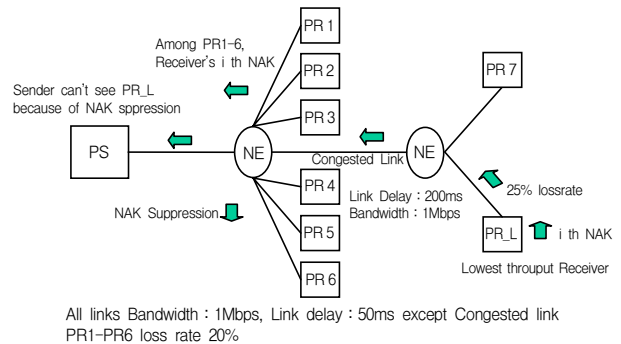 PR 1
Among PR1-6,
Receiver's i th NAK
PR 2
PR 7
Sender can't see PR_L
because of NAK sppression
PR 3
PS
NE
Congested Link
NE
PR 4
Link Delay : 200ms
Bandwidth : 1Mbps
25% lossrate
NAK Suppression
PR 5
PR_L
i th NAK
PR 6
Lowest throuput Receiver
All links Bandwidth : 1Mbps, Link delay : 50ms except Congested link
PR1-PR6 loss rate 20%